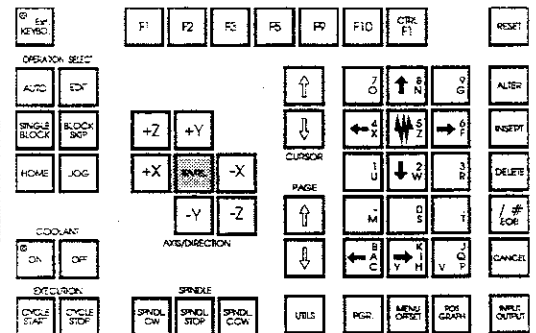 Ext
KEYBD.
F1
F2
F3
F5
F9
F10
CTRL
F1
RESET
OPERATION SELECT
AUTO
EDIT
7
O
8
N
9
G
ALTER
SINGLE
BLOCK
BLOCK
SKIP
+Z
+Y
4
X
5
Z
6
F
INSERT
CURSOR
HOME
JOG
+X
-X
1
U
2
W
3
R
DELETE
PAGE
-Y
-Z
-
M
0
S
.
T
/ #
EOB
AXIS/DIRECTION
COOLANT
ON
OFF
B
A
C
K
I
Y
H
J
Q
V
P
CANCEL
EXECUTION
SPINDLE
CYCLE
START
CYCLE
STOP
SPNDL.
CW
SPNDL.
STOP
SPNDL.
CCW
UTILS
PGR.
MENU
OFFSET
POS
GRAPH
INPUT
OUTPUT